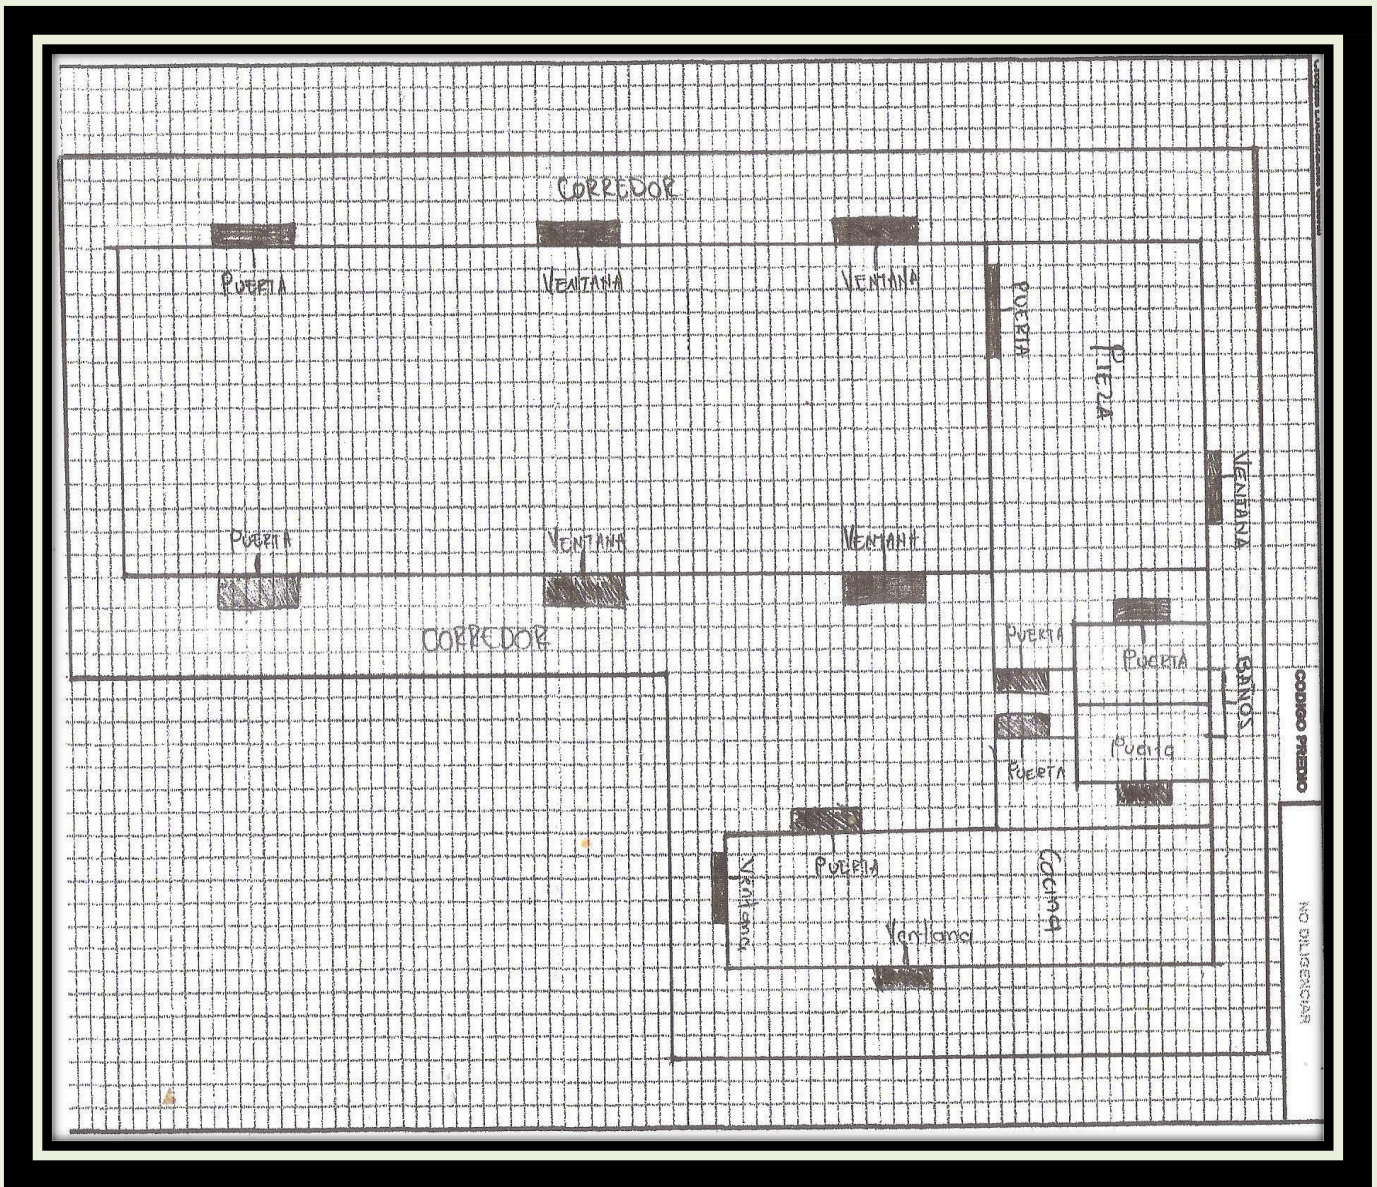 CORREDOR
PUERTA
VENTANA
VENTANA
PUERTA
PIEZA
VENTANA
PUERTA
VENTANA
VENTANA
CORREDOR
PUERTA
PUERTA
BAÑOS
CODIGO PREDIO
Puerta
PUERTA
PUERTA
Ventana
Cocina
Ventana
NO DILIGENCIAR